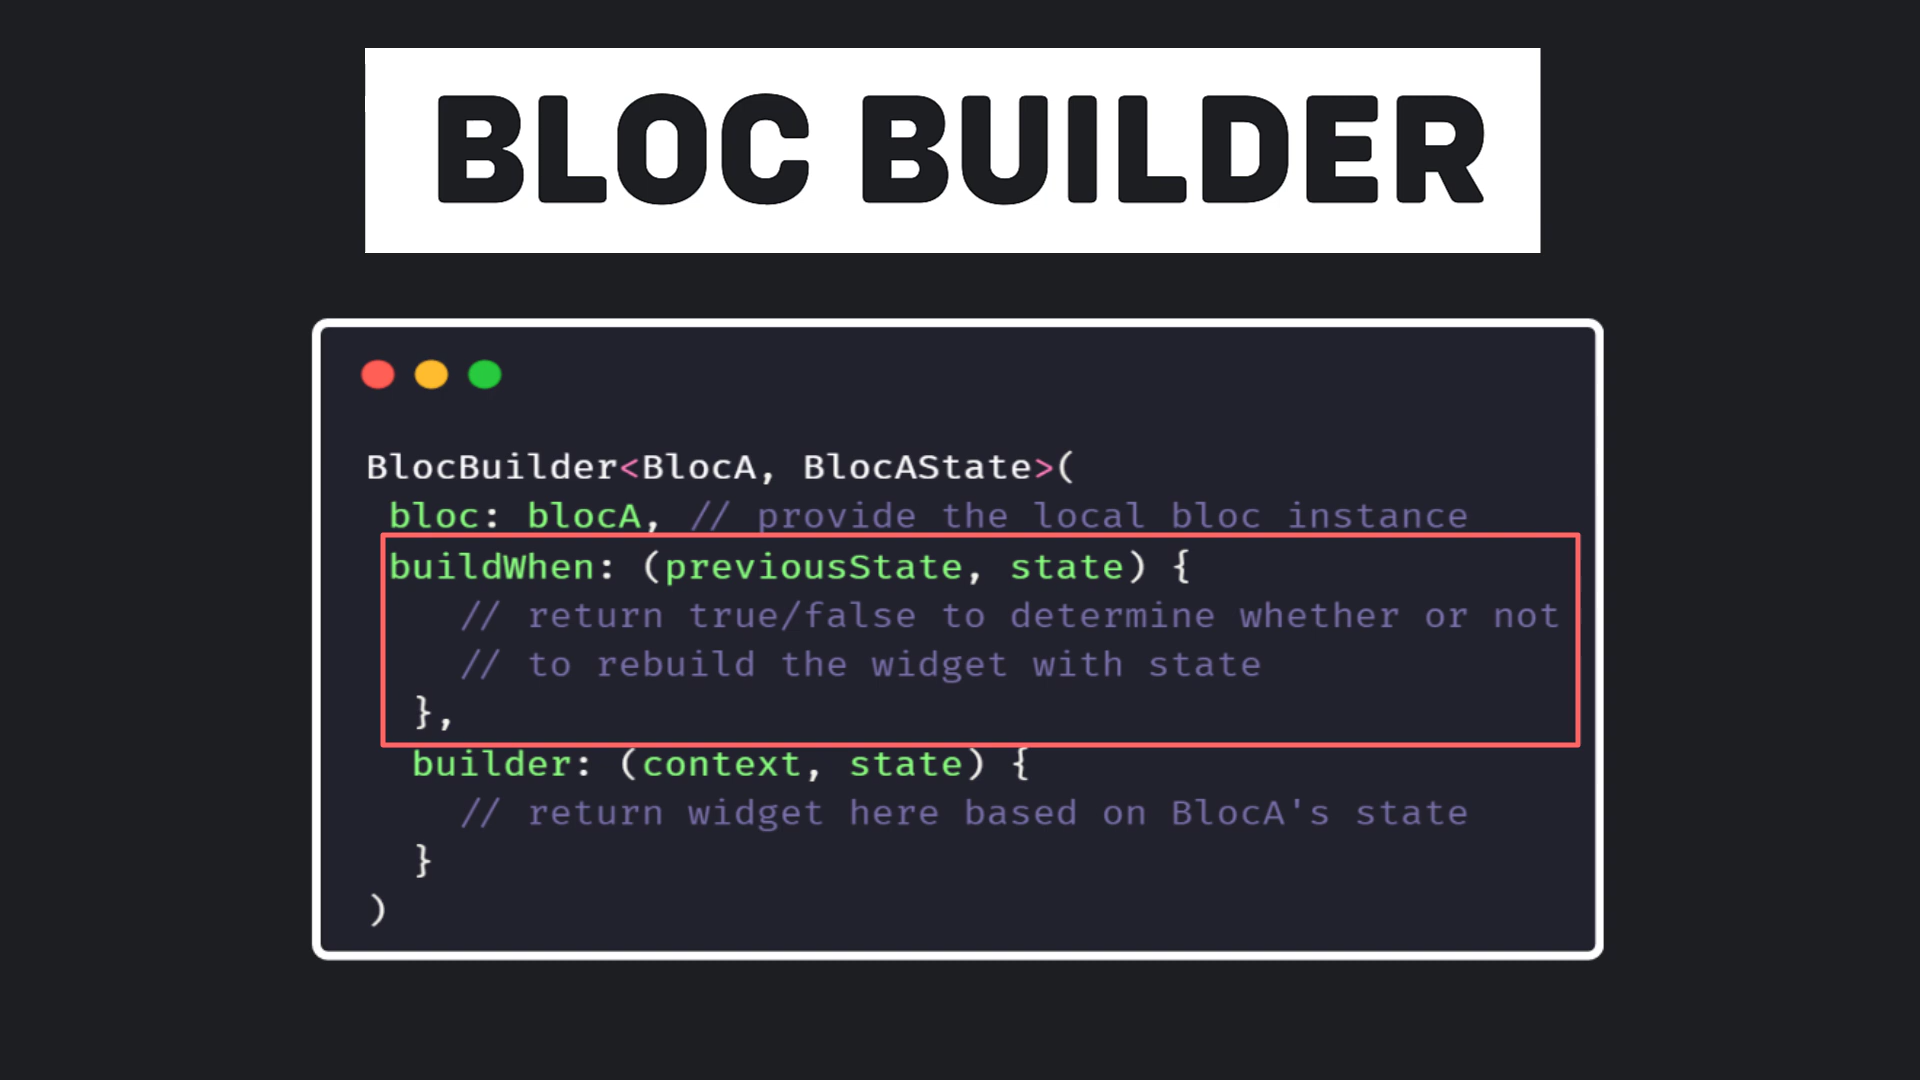 BLOC BUILDER
BlocBuilder<BlocA, BlocAState>(
bloc: blocA, // provide the local bloc instance
buildWhen: (previousState, state) {
// return true/false to determine whether or not
// to rebuild the widget with state
},
builder: (context, state) {
// return widget here based on BlocA's state
}
)